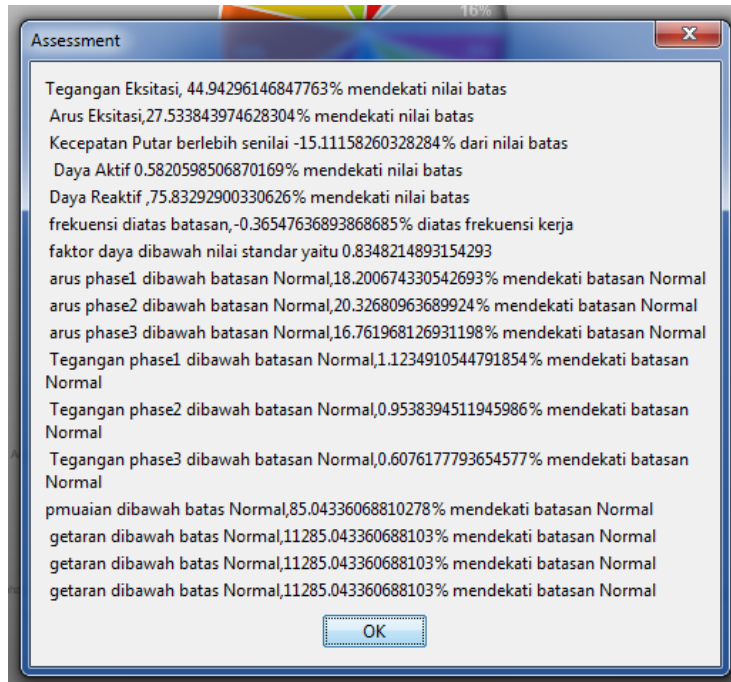 16%
Assessment
Tegangan Eksitasi, 44.94296146847763% mendekati nilai batas
Arus Eksitasi,27.533843974628304% mendekati nilai batas
Kecepatan Putar berlebih senilai -15.11158260328284% dari nilai batas
Daya Aktif 0.5820598506870169% mendekati nilai batas
Daya Reaktif ,75.83292900330626% mendekati nilai batas
frekuensi diatas batasan,-0.36547636893868685% diatas frekuensi kerja
faktor daya dibawah nilai standar yaitu 0.8348214893154293
arus phase1 dibawah batasan Normal,18.200674330542693% mendekati batasan Normal
arus phase2 dibawah batasan Normal,20.32680963689924% mendekati batasan Normal
arus phase3 dibawah batasan Normal,16.761968126931198% mendekati batasan Normal
Tegangan phase1 dibawah batasan Normal,1.1234910544791854% mendekati batasan
Normal
Tegangan phase2 dibawah batasan Normal,0.9538394511945986% mendekati batasan
Normal
Tegangan phase3 dibawah batasan Normal,0.6076177793654577% mendekati batasan
Normal
pmuaian dibawah batas Normal,85.04336068810278% mendekati batasan Normal
getaran dibawah batas Normal,11285.043360688103% mendekati batasan Normal
getaran dibawah batas Normal,11285.043360688103% mendekati batasan Normal
getaran dibawah batas Normal,11285.043360688103% mendekati batasan Normal
OK